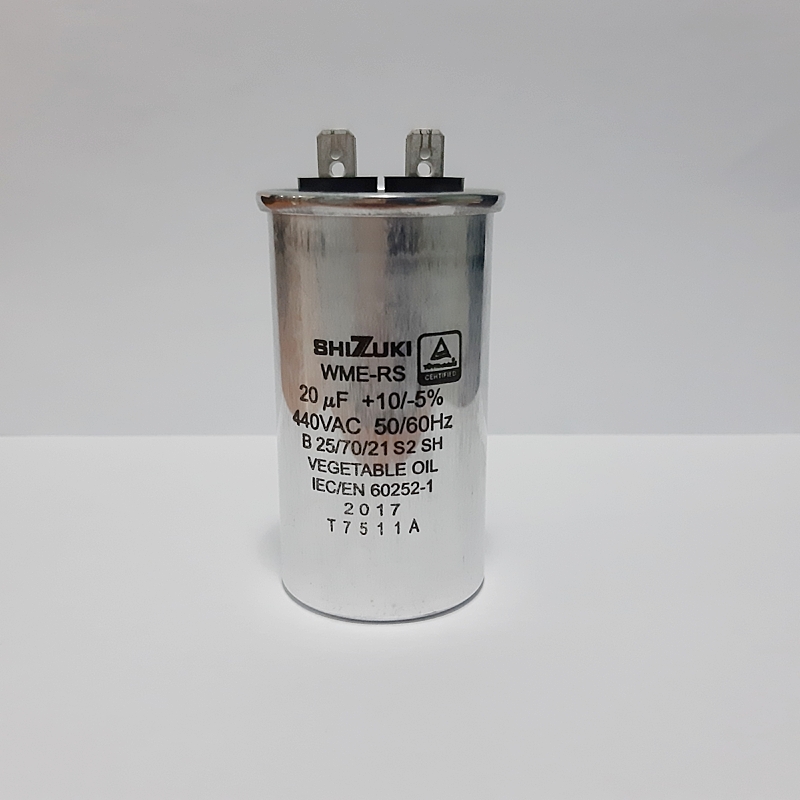 SHIZUKI
WME-RS
CERTIFIED
20 µF +10/-5%
440VAC 50/60Hz
B 25/70/21 S2 SH
VEGETABLE OIL
IEC/EN 60252-1
2017
T7511A